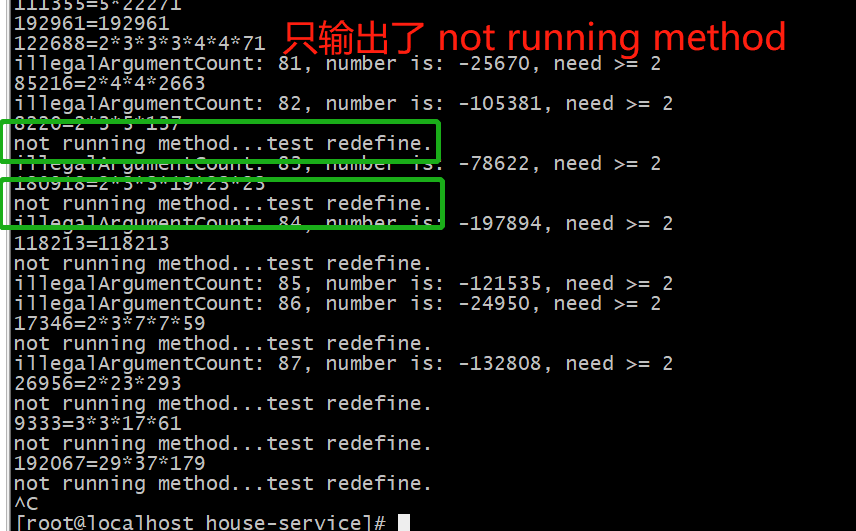 111355=5*22271
192961=192961
122688=2*3*3*3*4*4*71 只输出了 not running method
illegalArgumentCount: 81, number is: -25670, need >= 2
85216=2*4*4*2663
illegalArgumentCount: 82, number is: -105381, need >= 2
8220=2*3*5*137
not running method...test redefine.
illegalArgumentCount: 83, number is: -78622, need >= 2
180918=2*3*3*19*23*23
not running method...test redefine.
illegalArgumentCount: 84, number is: -197894, need >= 2
118213=118213
not running method...test redefine.
illegalArgumentCount: 85, number is: -121535, need >= 2
illegalArgumentCount: 86, number is: -24950, need >= 2
17346=2*3*7*7*59
not running method...test redefine.
illegalArgumentCount: 87, number is: -132808, need >= 2
26956=2*23*293
not running method...test redefine.
9333=3*3*17*61
not running method...test redefine.
192067=29*37*179
not running method...test redefine.
^C
[root@localhost house-service]#